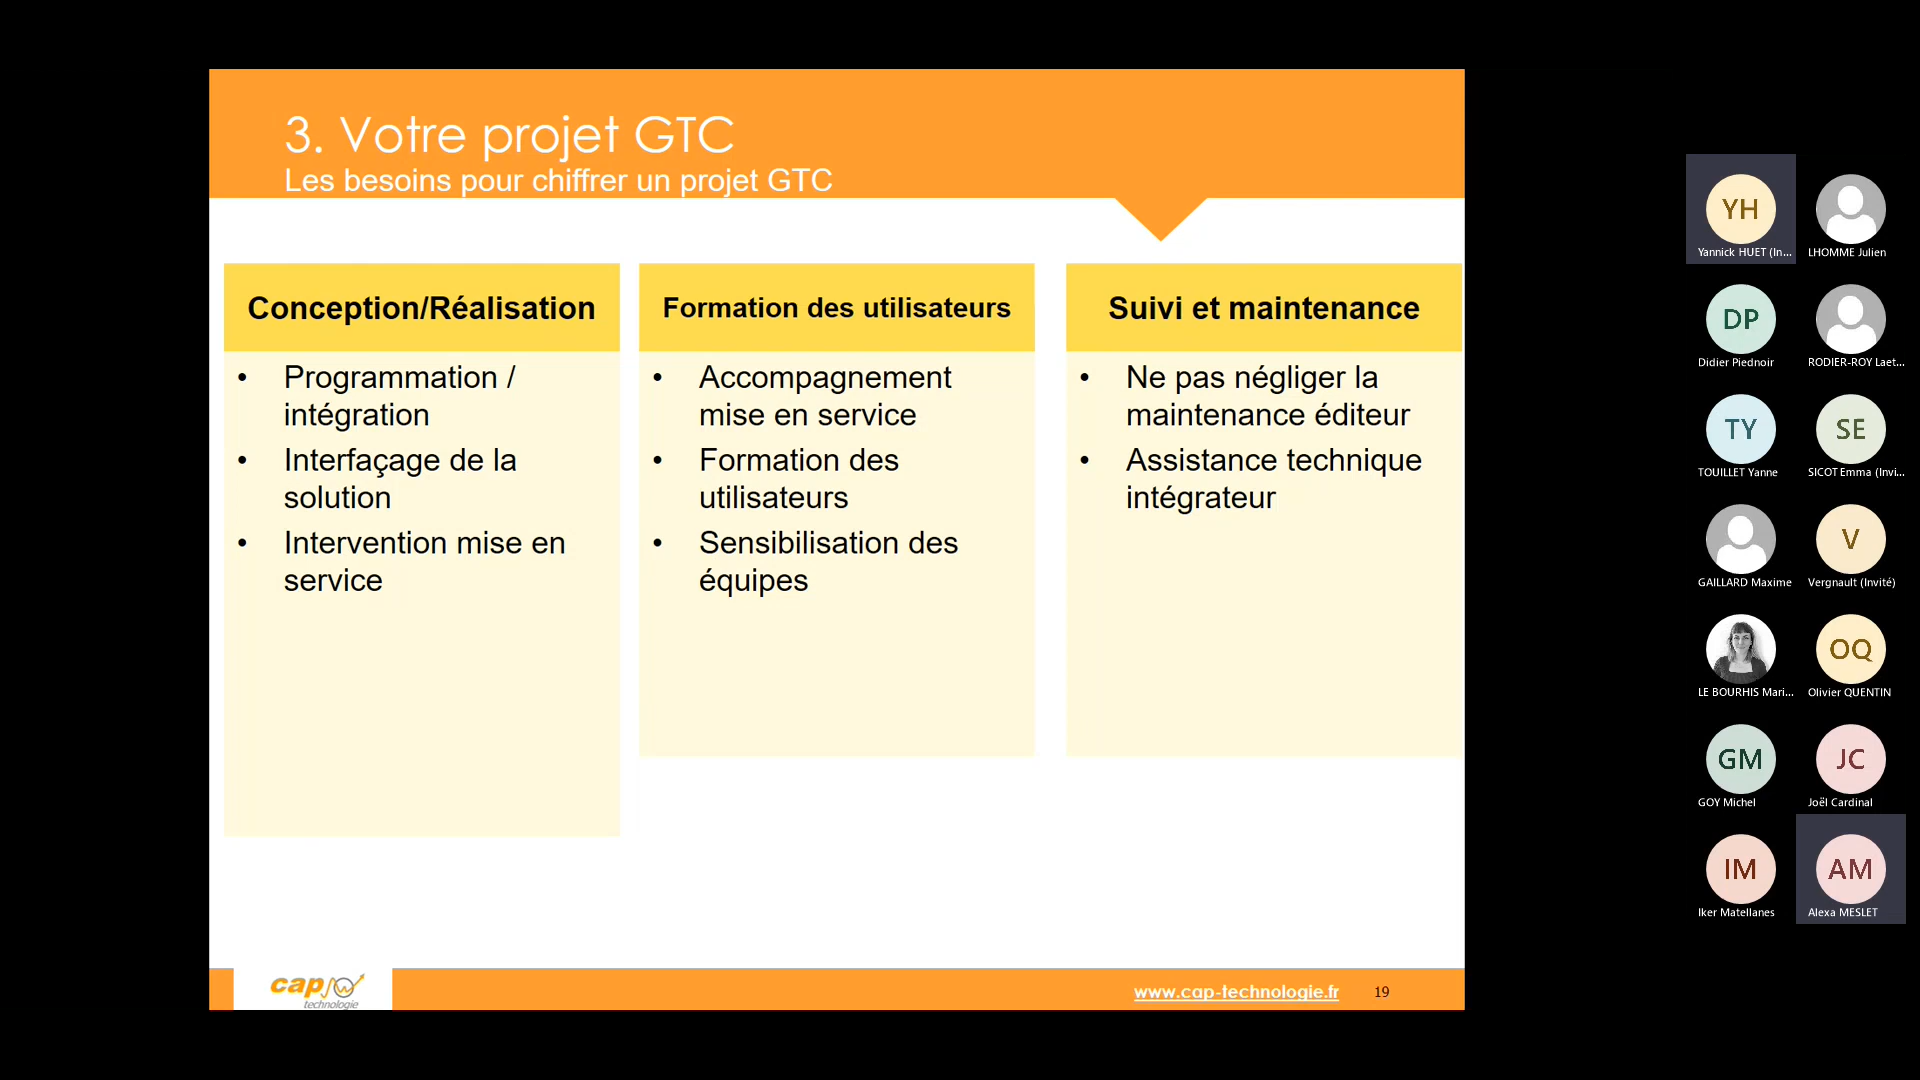 3. Votre projet GTC
Les besoins pour chiffrer un projet GTC
Conception/Réalisation
• Programmation /
intégration
• Interfaçage de la
solution
• Intervention mise en
service
Formation des utilisateurs
• Accompagnement
mise en service
• Formation des
utilisateurs
• Sensibilisation des
équipes
Suivi et maintenance
• Ne pas négliger la
maintenance éditeur
• Assistance technique
intégrateur
cap
technologie
www.cap-technologie.fr
19
YH
Yannick HUET (In...
LHOMME Julien
DP
Didier Piednoir
RODIER-ROY Laet...
TY
TOUILLET Yanne
SE
SICOT Emma (Invi...
GAILLARD Maxime
V
Vergnault (Invité)
LE BOURHIS Mari...
OQ
Olivier QUENTIN
GM
GOY Michel
JC
Joël Cardinal
IM
Iker Matellanes
AM
Alexa MESLET